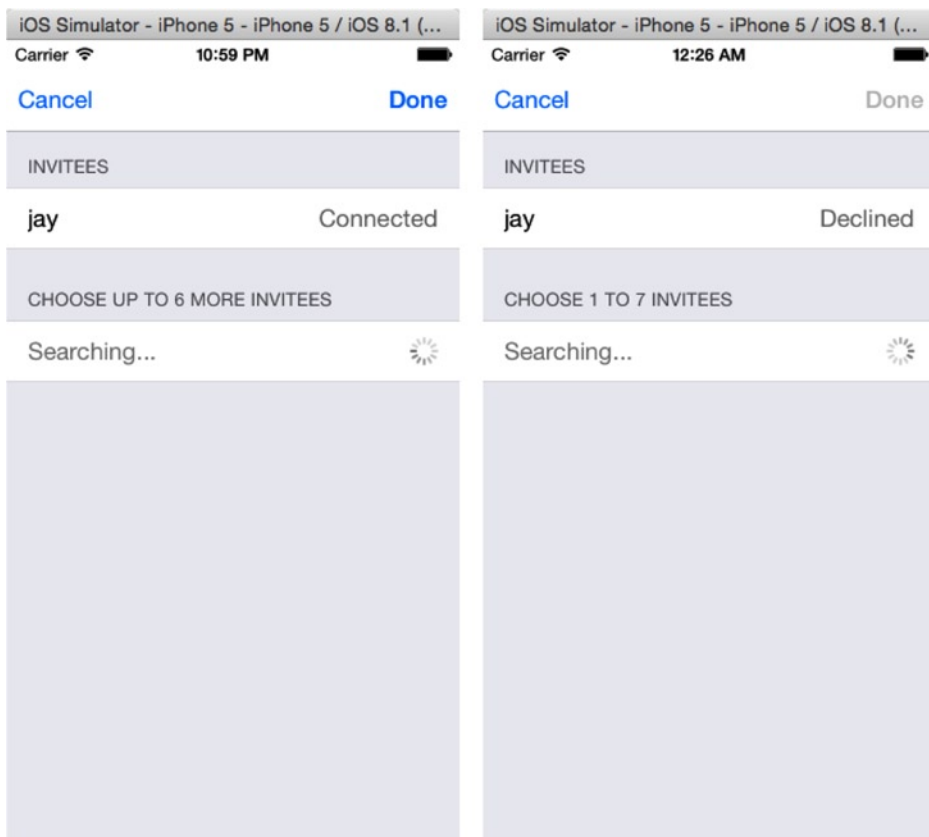 iOS Simulator - iPhone 5 - iPhone 5 / iOS 8.1 (...
Carrier 10:59 PM
Cancel Done
INVITEES
jay Connected
CHOOSE UP TO 6 MORE INVITEES
Searching...
iOS Simulator - iPhone 5 - iPhone 5 / iOS 8.1 (...
Carrier 12:26 AM
Cancel Done
INVITEES
jay Declined
CHOOSE 1 TO 7 INVITEES
Searching...